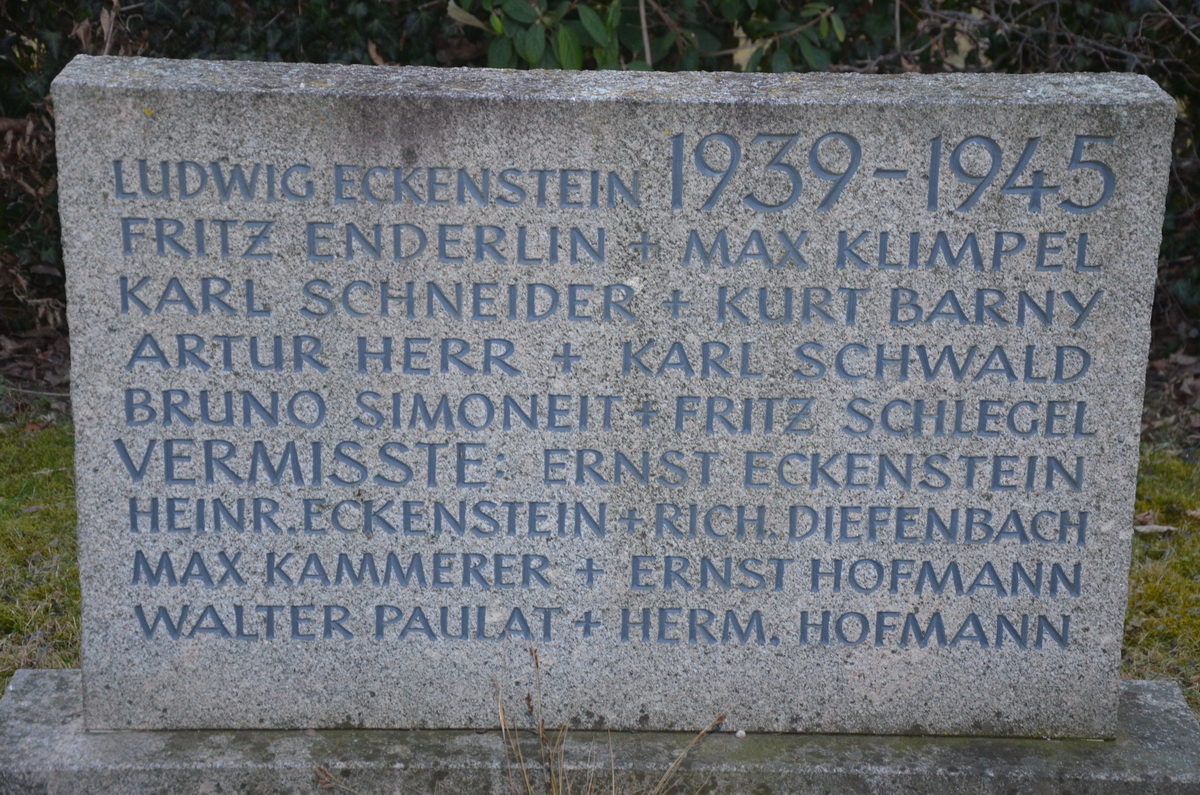 LUDWIG ECKENSTEIN 1939-1945
FRITZ ENDERLIN + MAX KLIMPEL
KARL SCHNEIDER + KURT BARNY
ARTUR HERR + KARL SCHWALD
BRUNO SIMONEIT + FRITZ SCHLEGEL
VERMISSTE: ERNST ECKENSTEIN
HEINR. ECKENSTEIN + RICH. DIEFENBACH
MAX KAMMERER + ERNST HOFMANN
WALTER PAULAT + HERM. HOFMANN